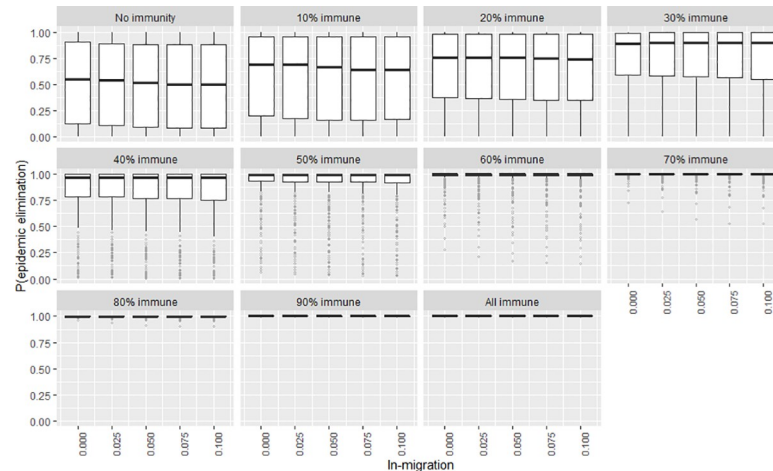 No immunity
10% immune
20% immune
30% immune
1.00
0.75
0.50
0.25
0.00
40% immune
50% immune
60% immune
70% immune
1.00
0.75
0.50
0.25
0.00
P(epidemic elimination)
80% immune
90% immune
All immune
0.000
0.025
0.050
0.075
0.100
1.00
0.75
0.50
0.25
0.00
0.000
0.025
0.050
0.075
0.100
0.000
0.025
0.050
0.075
0.100
0.000
0.025
0.050
0.075
0.100
In-migration